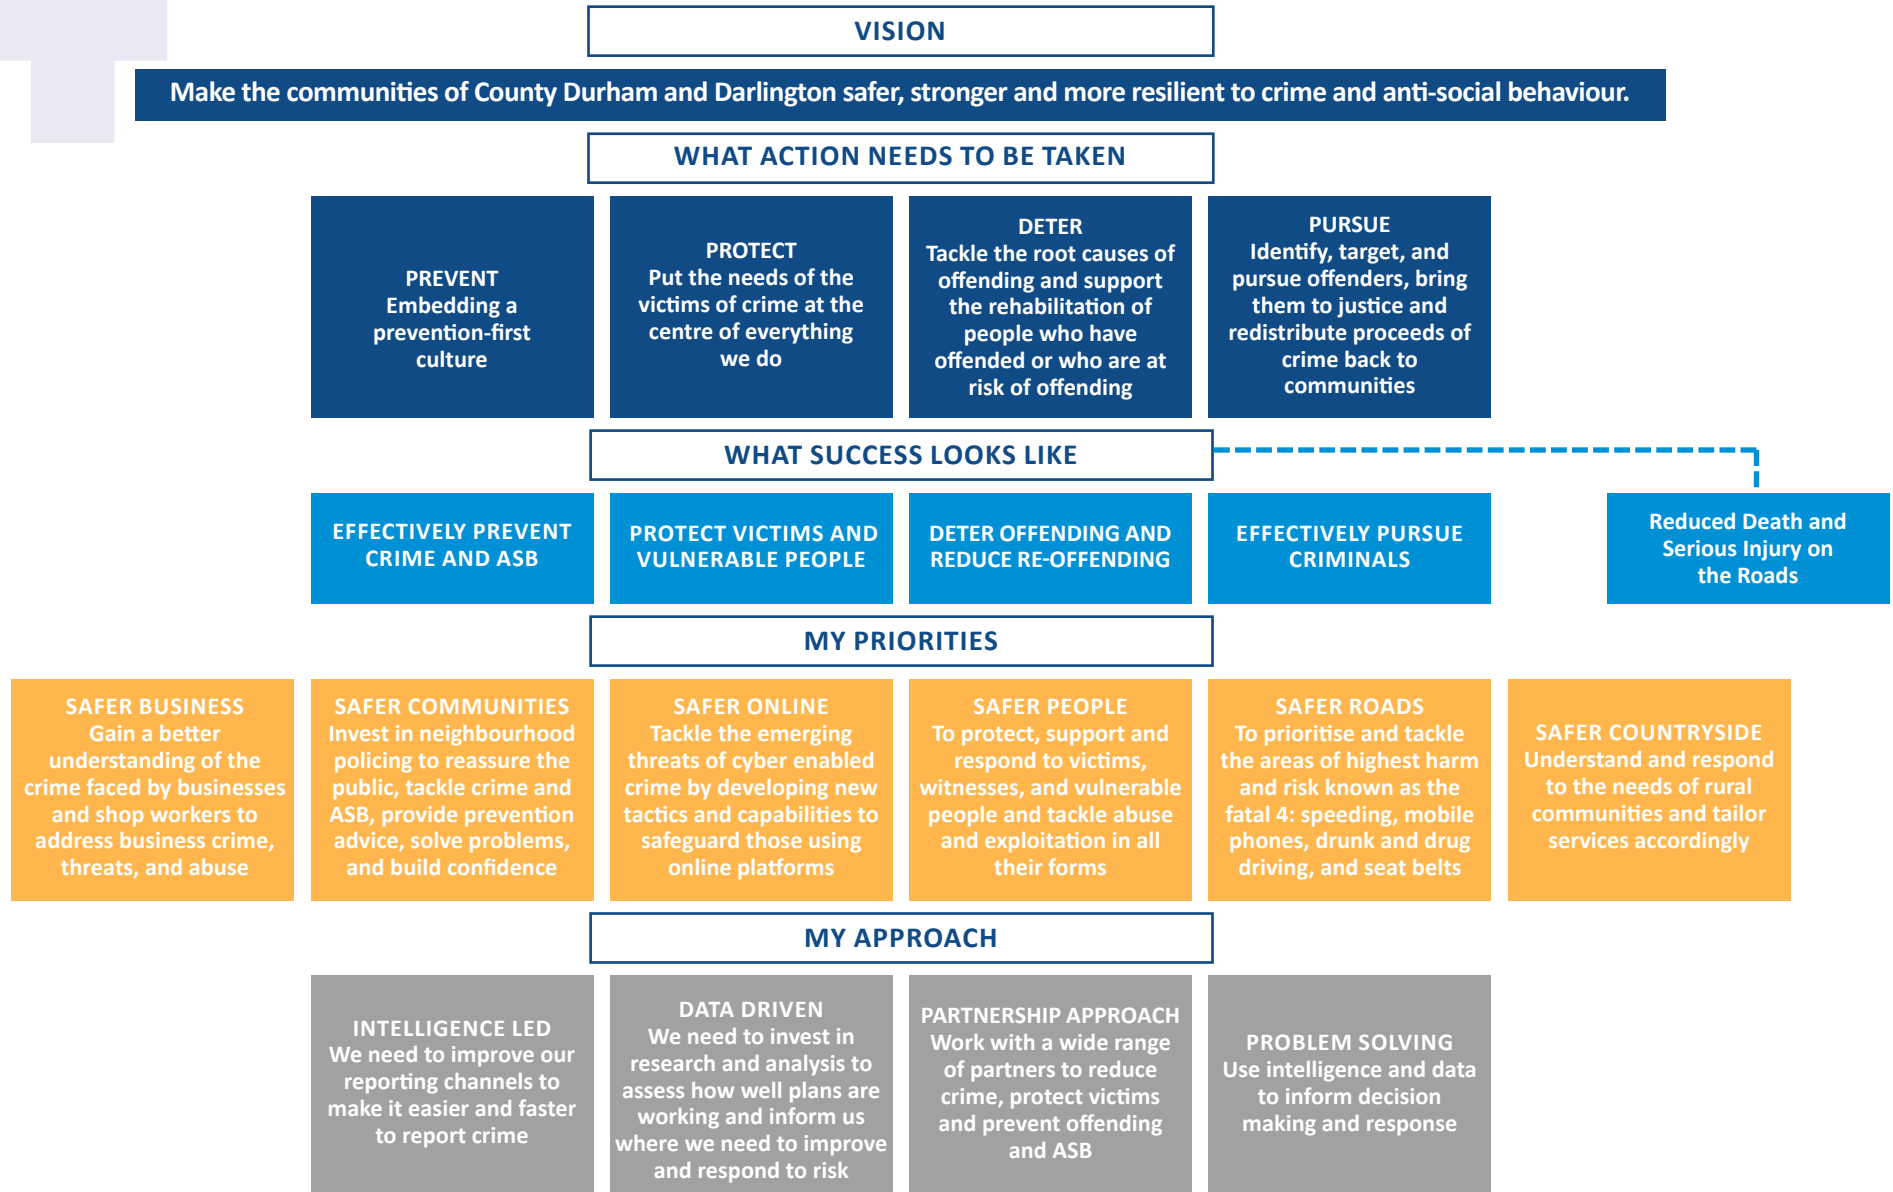 VISION
Make the communities of County Durham and Darlington safer, stronger and more resilient to crime and anti-social behaviour.
WHAT ACTION NEEDS TO BE TAKEN
PREVENT
Embedding a
prevention-first
culture
PROTECT
Put the needs of the
victims of crime at the
centre of everything
we do
DETER
Tackle the root causes of
offending and support
the rehabilitation of
people who have
offended or who are at
risk of offending
PURSUE
Identify, target, and
pursue offenders, bring
them to justice and
redistribute proceeds of
crime back to
communities
WHAT SUCCESS LOOKS LIKE
EFFECTIVELY PREVENT
CRIME AND ASB
PROTECT VICTIMS AND
VULNERABLE PEOPLE
DETER OFFENDING AND
REDUCE RE-OFFENDING
EFFECTIVELY PURSUE
CRIMINALS
Reduced Death and
Serious Injury on
the Roads
MY PRIORITIES
SAFER BUSINESS
Gain a better
understanding of the
crime faced by businesses
and shop workers to
address business crime,
threats, and abuse
SAFER COMMUNITIES
Invest in neighbourhood
policing to reassure the
public, tackle crime and
ASB, provide prevention
advice, solve problems,
and build confidence
SAFER ONLINE
Tackle the emerging
threats of cyber enabled
crime by developing new
tactics and capabilities to
safeguard those using
online platforms
SAFER PEOPLE
To protect, support and
respond to victims,
witnesses, and vulnerable
people and tackle abuse
and exploitation in all
their forms
SAFER ROADS
To prioritise and tackle
the areas of highest harm
and risk known as the
fatal 4: speeding, mobile
phones, drunk and drug
driving, and seat belts
SAFER COUNTRYSIDE
Understand and respond
to the needs of rural
communities and tailor
services accordingly
MY APPROACH
INTELLIGENCE LED
We need to improve our
reporting channels to
make it easier and faster
to report crime
DATA DRIVEN
We need to invest in
research and analysis to
assess how well plans are
working and inform us
where we need to improve
and respond to risk
PARTNERSHIP APPROACH
Work with a wide range
of partners to reduce
crime, protect victims
and prevent offending
and ASB
PROBLEM SOLVING
Use intelligence and data
to inform decision
making and response